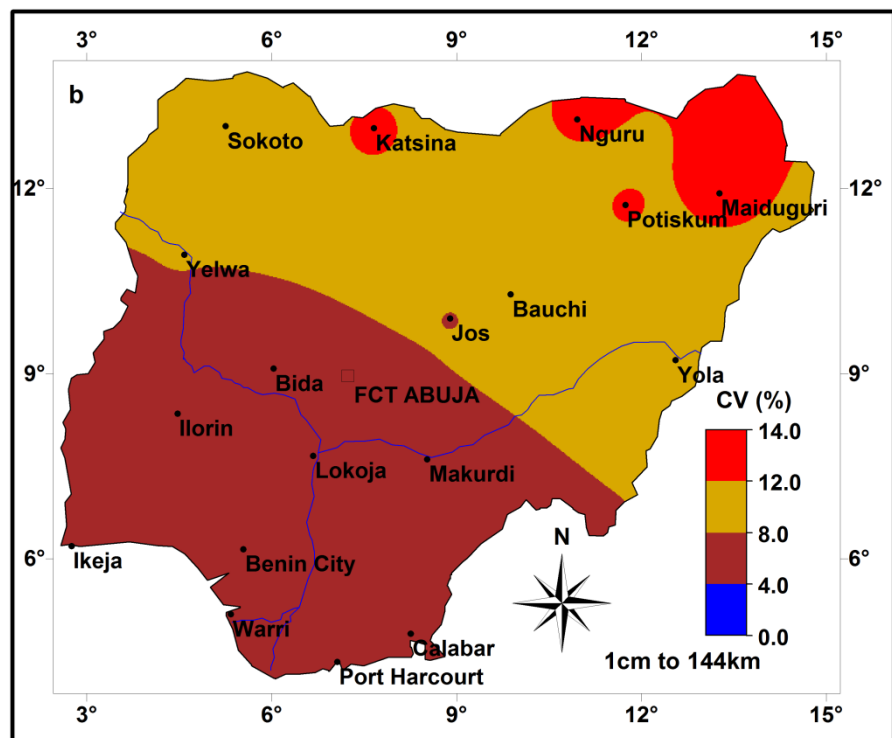 3° 6° 9° 12° 15°
b
Sokoto
Katsina
Nguru
12° 12°
Potiskum
Maiduguri
Yelwa
Bauchi
Jos
9° 9°
Bida
FCT ABUJA
Yola
CV (%)
Ilorin
14.0
Lokoja
Makurdi
12.0
8.0
N
6° 6°
Ikeja
Benin City
4.0
Warri
0.0
Calabar
1cm to 144km
Port Harcourt
3° 6° 9° 12° 15°